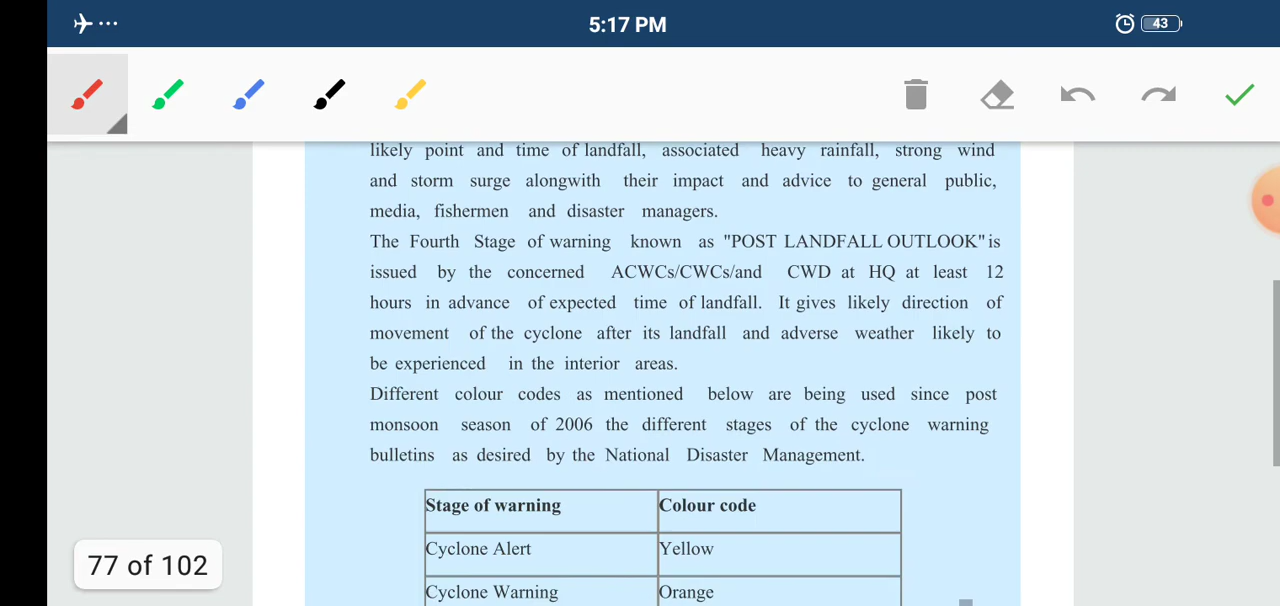 5:17 PM
43
likely point and time of landfall, associated heavy rainfall, strong wind
and storm surge alongwith their impact and advice to general public,
media, fishermen and disaster managers.
The Fourth Stage of warning known as "POST LANDFALL OUTLOOK" is
issued by the concerned ACWCs/CWCs/and CWD at HQ at least 12
hours in advance of expected time of landfall. It gives likely direction of
movement of the cyclone after its landfall and adverse weather likely to
be experienced in the interior areas.
Different colour codes as mentioned below are being used since post
monsoon season of 2006 the different stages of the cyclone warning
bulletins as desired by the National Disaster Management.
Stage of warning Colour code
Cyclone Alert Yellow
Cyclone Warning Orange
77 of 102